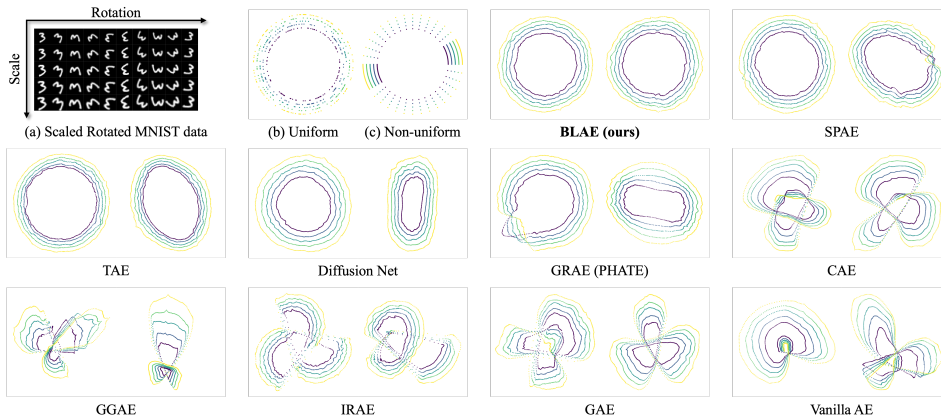 Rotation
Scale
(a) Scaled Rotated MNIST data
(b) Uniform
(c) Non-uniform
BLAE (ours)
SPAE
TAE
Diffusion Net
GRAE (PHATE)
CAE
GGAE
IRAE
GAE
Vanilla AE